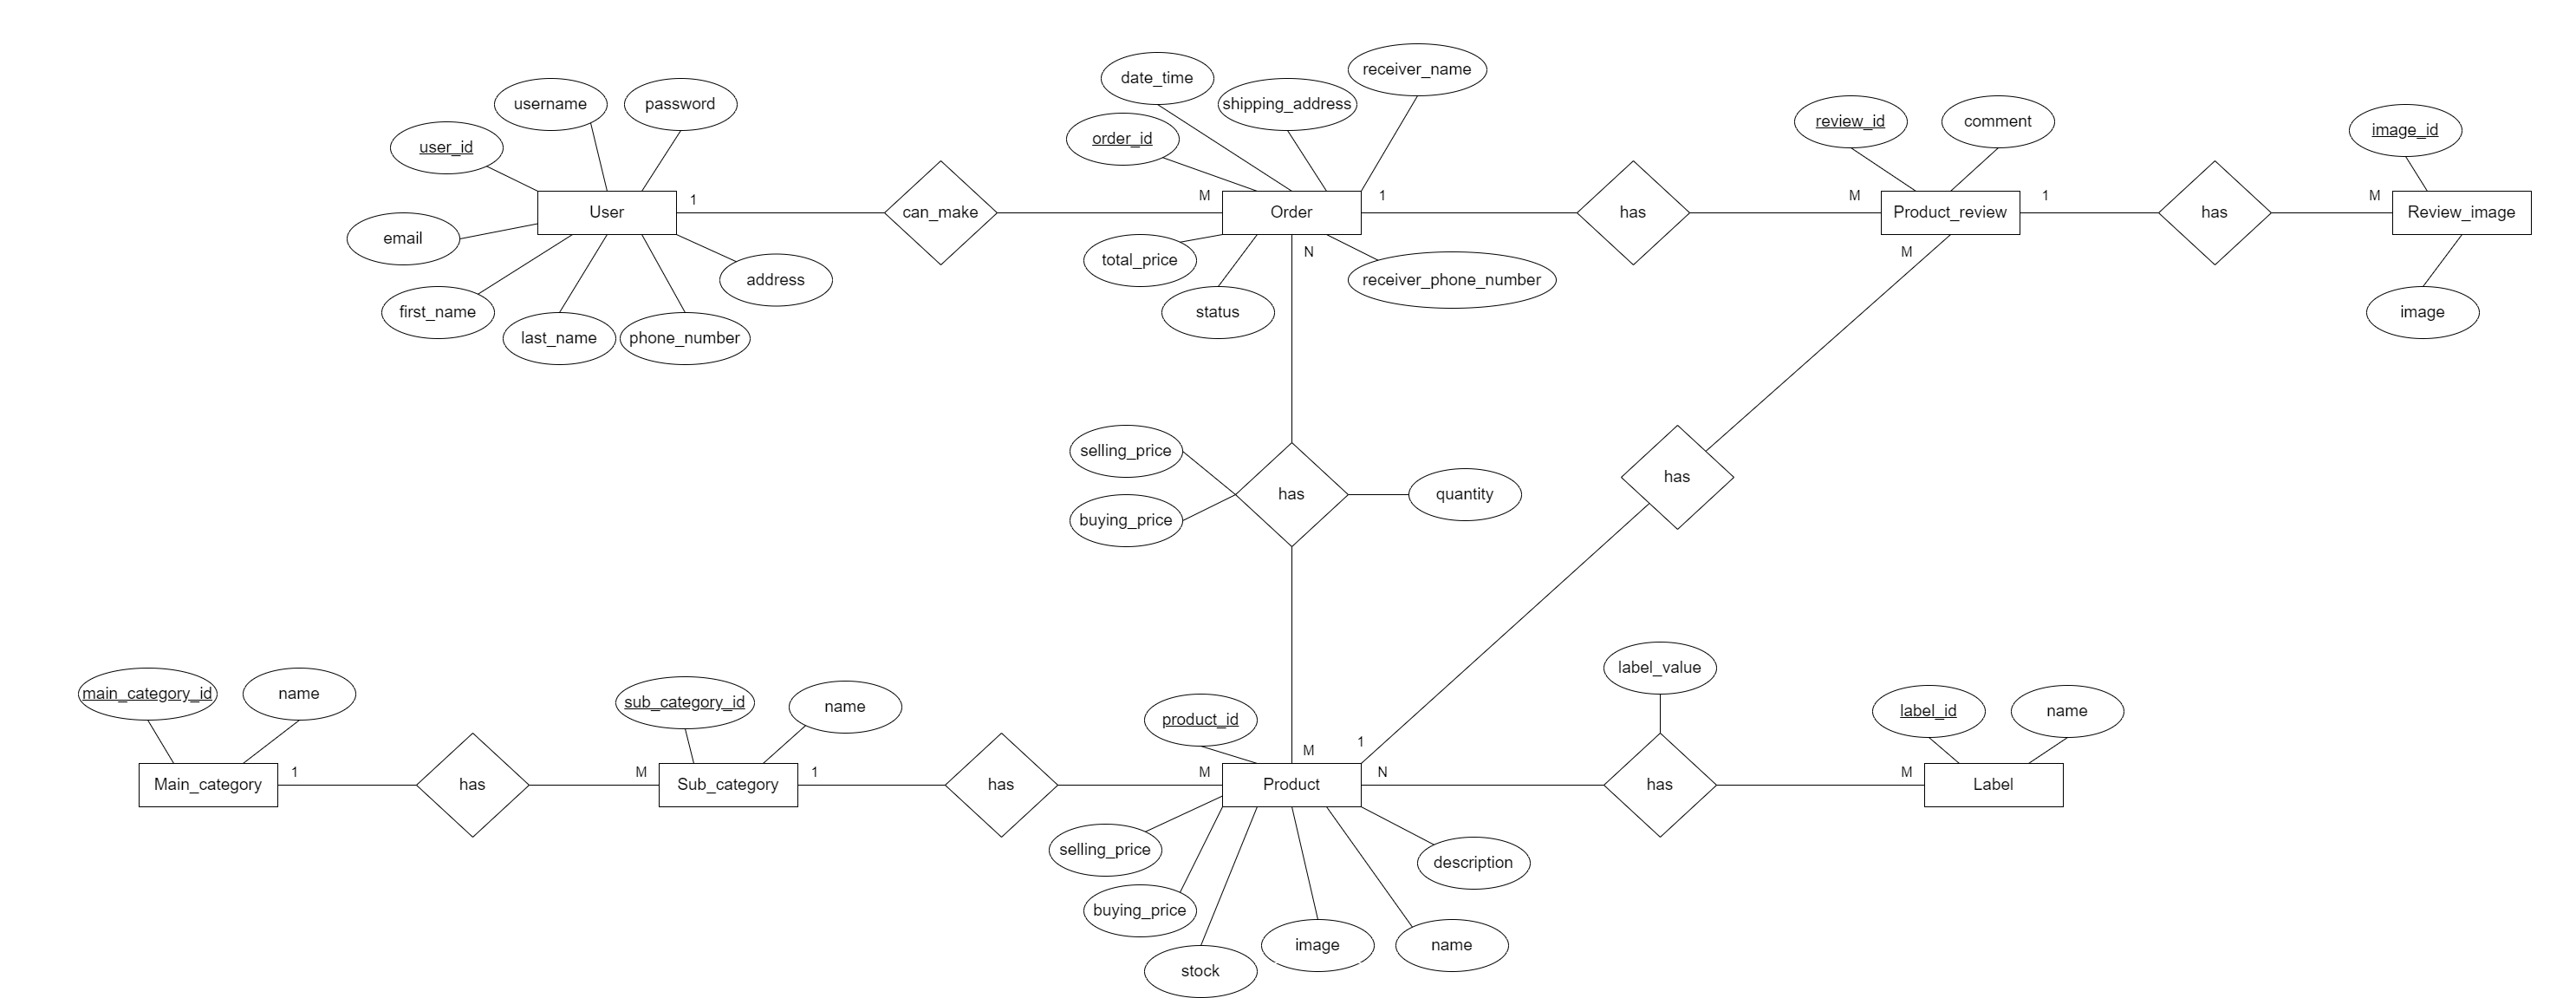 receiver_name
date_time
username
password
shipping_address
review_id
comment
image_id
order_id
user_id
1
M
1
M
1
M
User
can_make
Order
has
Product_review
has
Review_image
email
N
M
total_price
address
receiver_phone_number
first_name
status
image
last_name
phone_number
selling_price
has
has
quantity
buying_price
label_value
main_category_id
name
sub_category_id
name
product_id
label_id
name
1
M
1
M
1
M
N
M
Main_category
has
Sub_category
has
Product
has
Label
selling_price
description
buying_price
image
name
stock